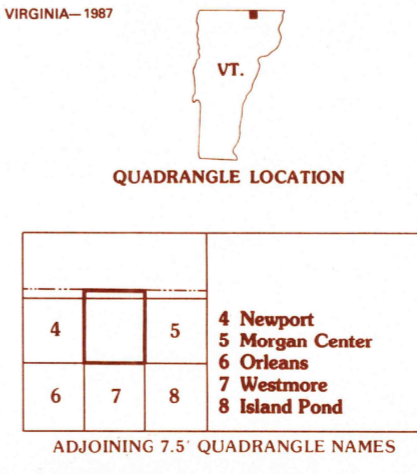 VIRGINIA—1987
VT.
QUADRANGLE LOCATION
4 5
6 7 8
4 Newport
5 Morgan Center
6 Orleans
7 Westmore
8 Island Pond
ADJOINING 7.5′ QUADRANGLE NAMES